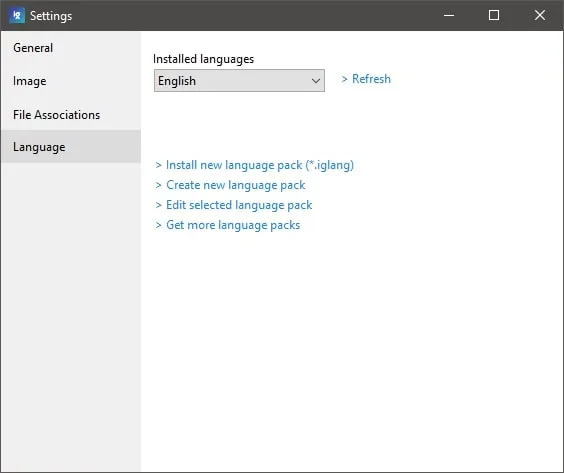 Settings
General
Image
File Associations
Language
Installed languages
English
> Refresh
> Install new language pack (*.iglang)
> Create new language pack
> Edit selected language pack
> Get more language packs